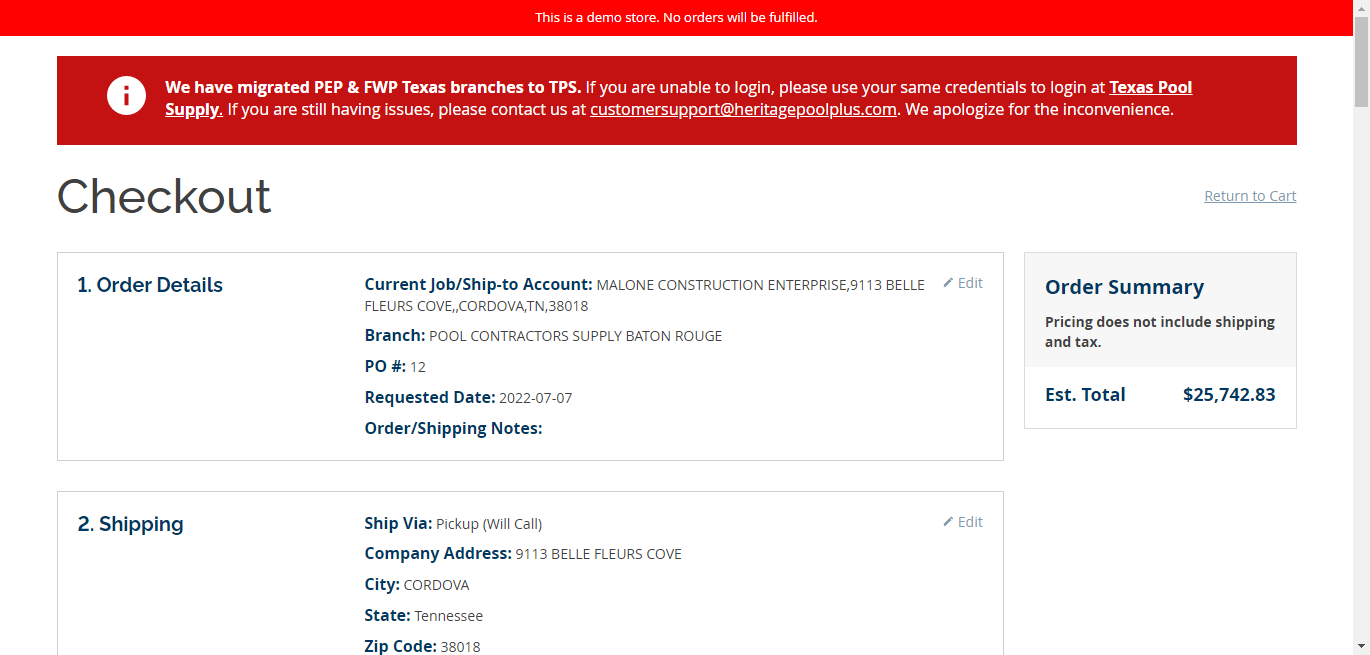 This is a demo store. No orders will be fulfilled.
We have migrated PEP & FWP Texas branches to TPS. If you are unable to login, please use your same credentials to login at Texas Pool
Supply. If you are still having issues, please contact us at customersupport@heritagepoolplus.com. We apologize for the inconvenience.
Checkout
Return to Cart
1. Order Details
Current Job/Ship-to Account: MALONE CONSTRUCTION ENTERPRISE,9113 BELLE
FLEURS COVE,,CORDOVA,TN,38018
Edit
Branch: POOL CONTRACTORS SUPPLY BATON ROUGE
PO #: 12
Requested Date: 2022-07-07
Order/Shipping Notes:
Order Summary
Pricing does not include shipping
and tax.
Est. Total $25,742.83
2. Shipping
Ship Via: Pickup (Will Call)
Edit
Company Address: 9113 BELLE FLEURS COVE
City: CORDOVA
State: Tennessee
Zip Code: 38018